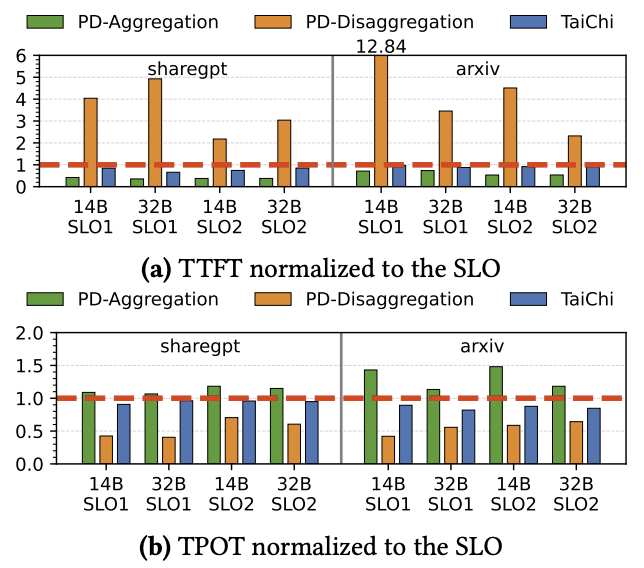 PD-Aggregation PD-Disaggregation TaiChi
12.84
6
5
4
3
2
1
0
sharegpt arxiv
14B 32B 14B 32B 14B 32B 14B 32B
SLO1 SLO1 SLO2 SLO2 SLO1 SLO1 SLO2 SLO2
(a) TTFT normalized to the SLO
PD-Aggregation PD-Disaggregation TaiChi
2.0
1.5
1.0
0.5
0.0
sharegpt arxiv
14B 32B 14B 32B 14B 32B 14B 32B
SLO1 SLO1 SLO2 SLO2 SLO1 SLO1 SLO2 SLO2
(b) TPOT normalized to the SLO